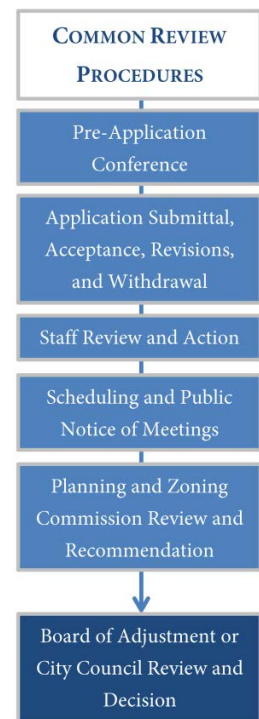 COMMON REVIEW
PROCEDURES
Pre-Application
Conference
Application Submittal,
Acceptance, Revisions,
and Withdrawal
Staff Review and Action
Scheduling and Public
Notice of Meetings
Planning and Zoning
Commission Review and
Recommendation
Board of Adjustment or
City Council Review and
Decision